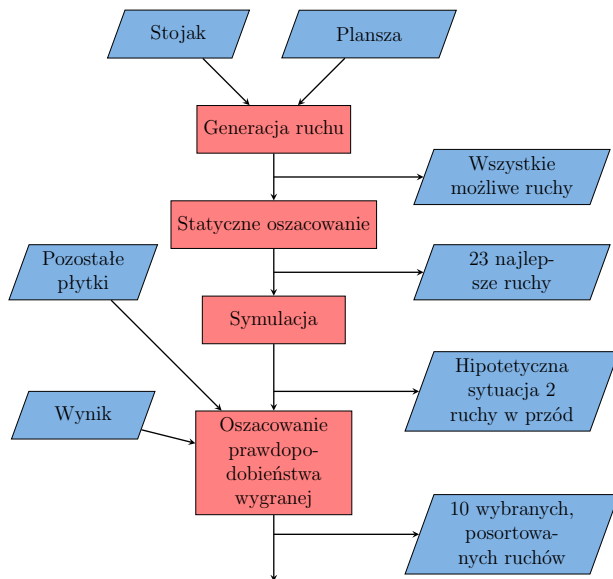 Stojak
Plansza
Generacja ruchu
Wszystkie
możliwe ruchy
Statyczne oszacowanie
Pozostałe
płytki
23 najlep-
sze ruchy
Symulacja
Hipotetyczna
sytuacja 2
ruchy w przód
Wynik
Oszacowanie
prawdopo-
dobieństwa
wygranej
10 wybranych,
posortowa-
nych ruchów